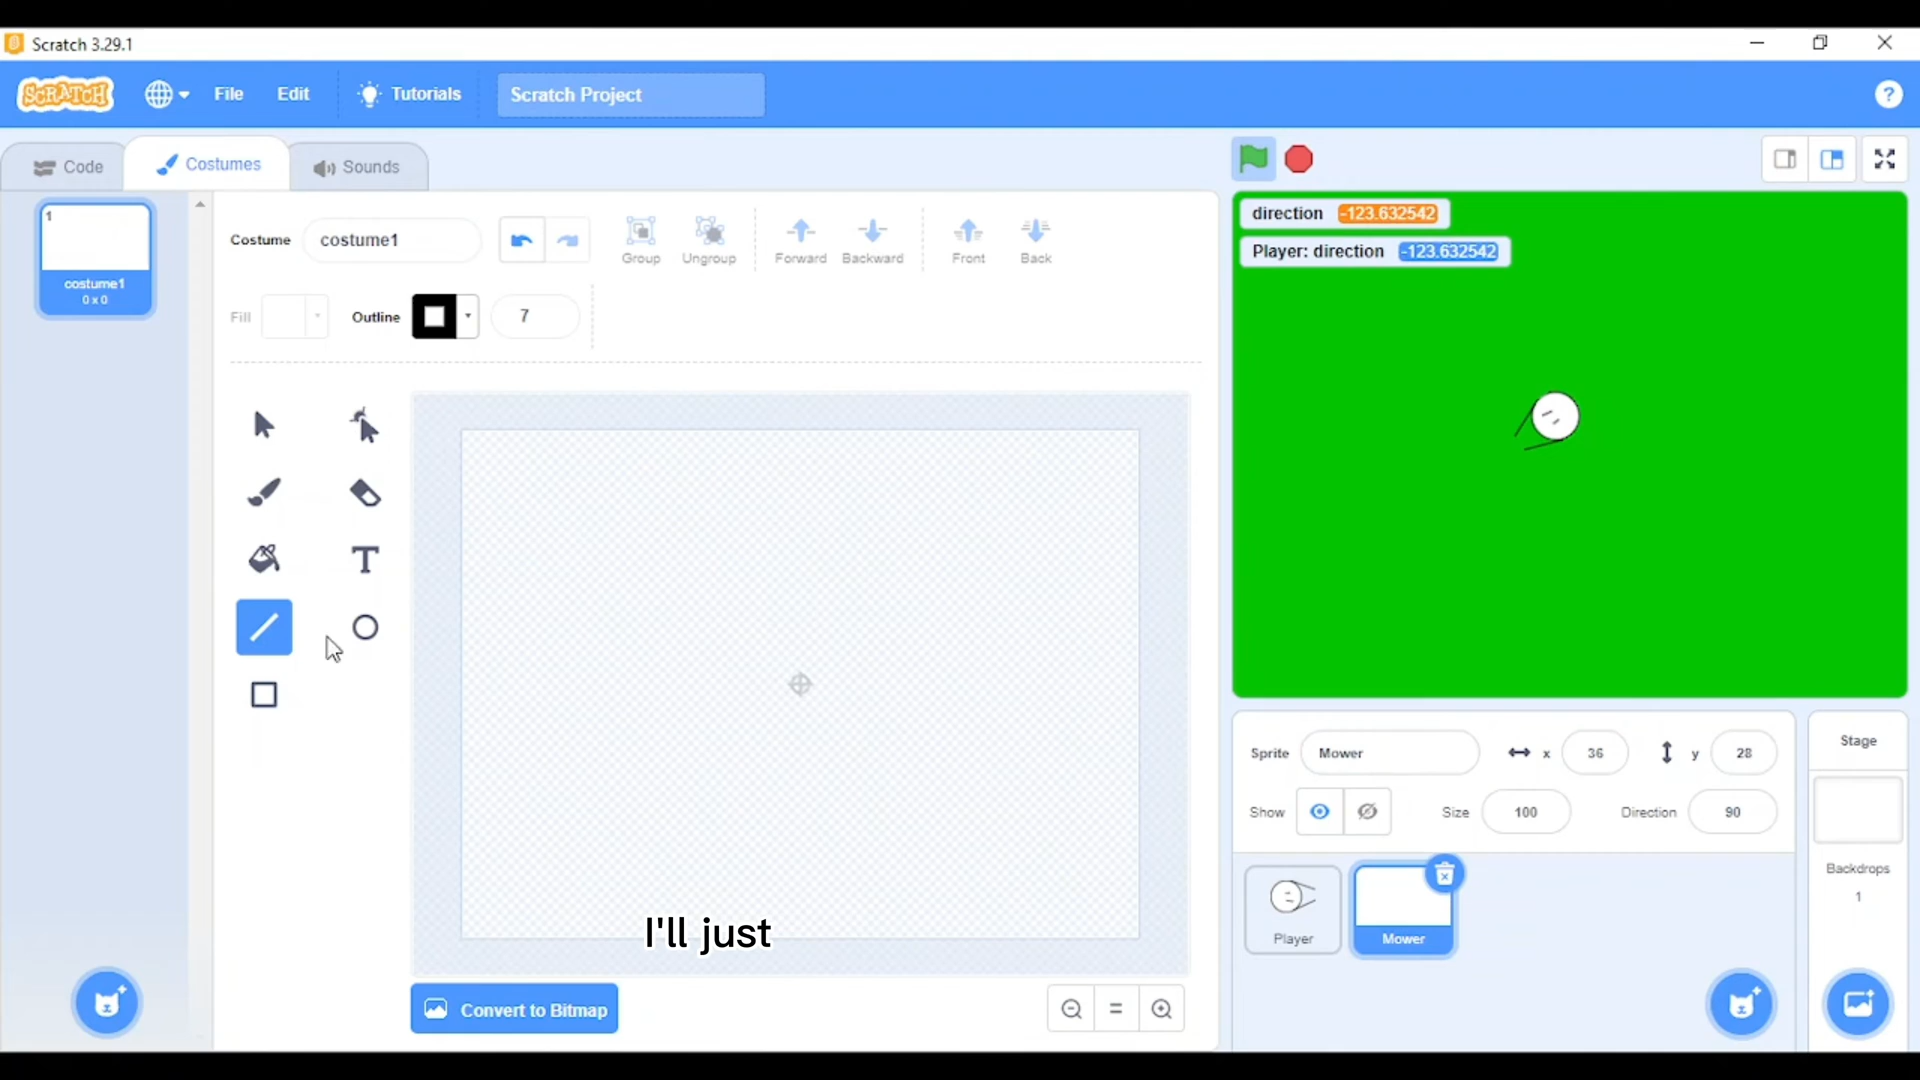 Scratch 3.29.1
SCRATCH
File
Edit
Tutorials
Scratch Project
?
Code
Costumes
Sounds
1
costume1
0 x 0
Costume
costume1
Group
Ungroup
Forward
Backward
Front
Back
Fill
Outline
7
T
Convert to Bitmap
=
I'll just
direction -123.632542
Player: direction -123.632542
Sprite
Mower
x
36
y
28
Show
Size
100
Direction
90
Player
Mower
Stage
Backdrops
1